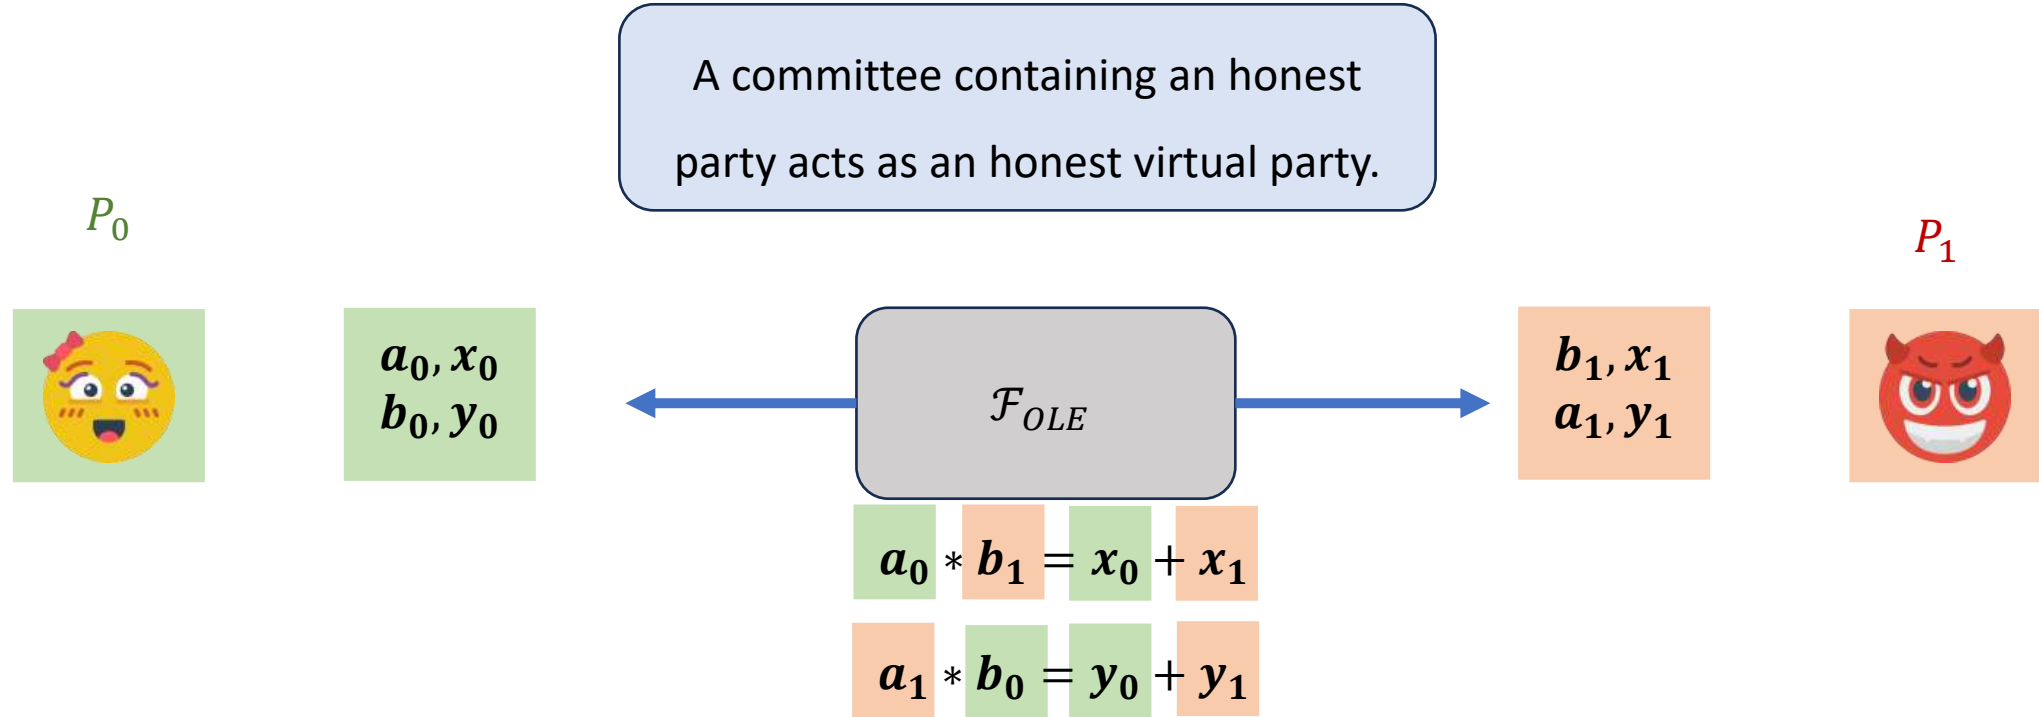 A committee containing an honest
party acts as an honest virtual party.
P₀
P₁
a₀, x₀
b₀, y₀
ℱ_OLE
b₁, x₁
a₁, y₁
a₀ * b₁ = x₀ + x₁
a₁ * b₀ = y₀ + y₁